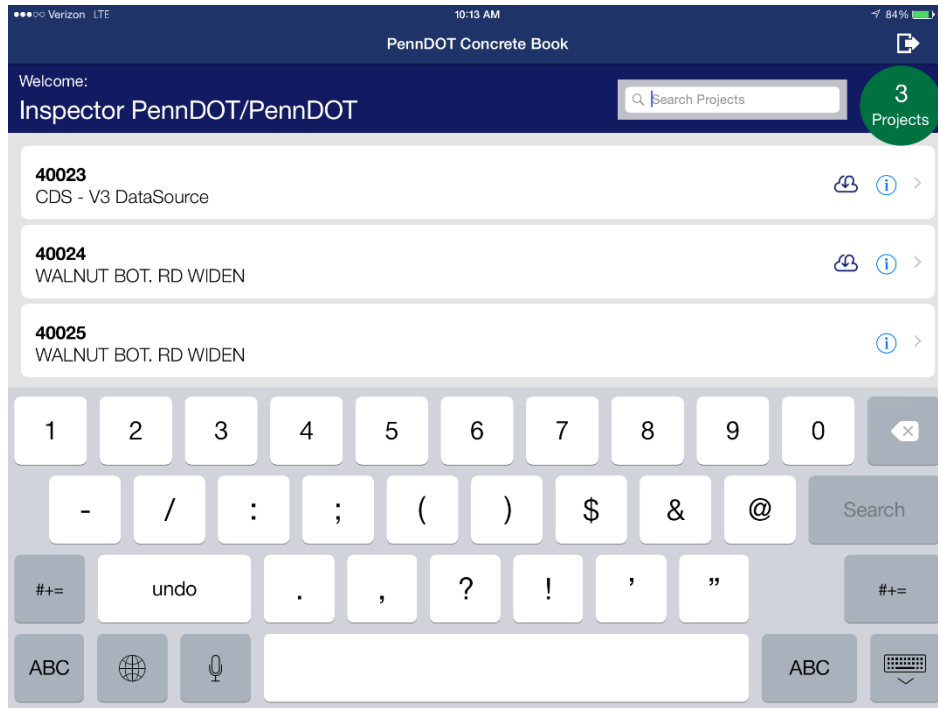 Verizon LTE 10:13 AM 84%
PennDOT Concrete Book
Welcome:
Inspector PennDOT/PennDOT
Search Projects
3
Projects
40023
CDS - V3 DataSource
40024
WALNUT BOT. RD WIDEN
40025
WALNUT BOT. RD WIDEN
1 2 3 4 5 6 7 8 9 0
- / : ; ( ) $ & @ Search
#+= undo . , ? ! ’ ” #+=
ABC ABC